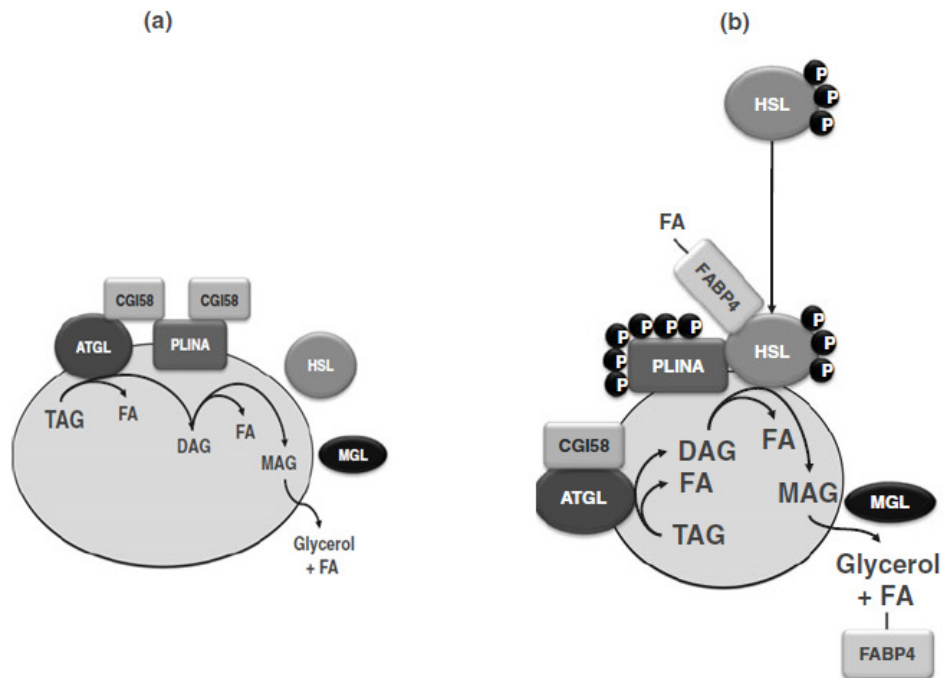 (a)
CGI58
CGI58
ATGL
PLINA
HSL
TAG
FA
DAG
FA
MAG
MGL
Glycerol
+ FA
(b)
HSL
P
P
P
FA
FABP4
P
P
P
P
P
P
PLINA
HSL
P
P
P
CGI58
ATGL
DAG
FA
FA
TAG
MAG
MGL
Glycerol
+ FA
FABP4